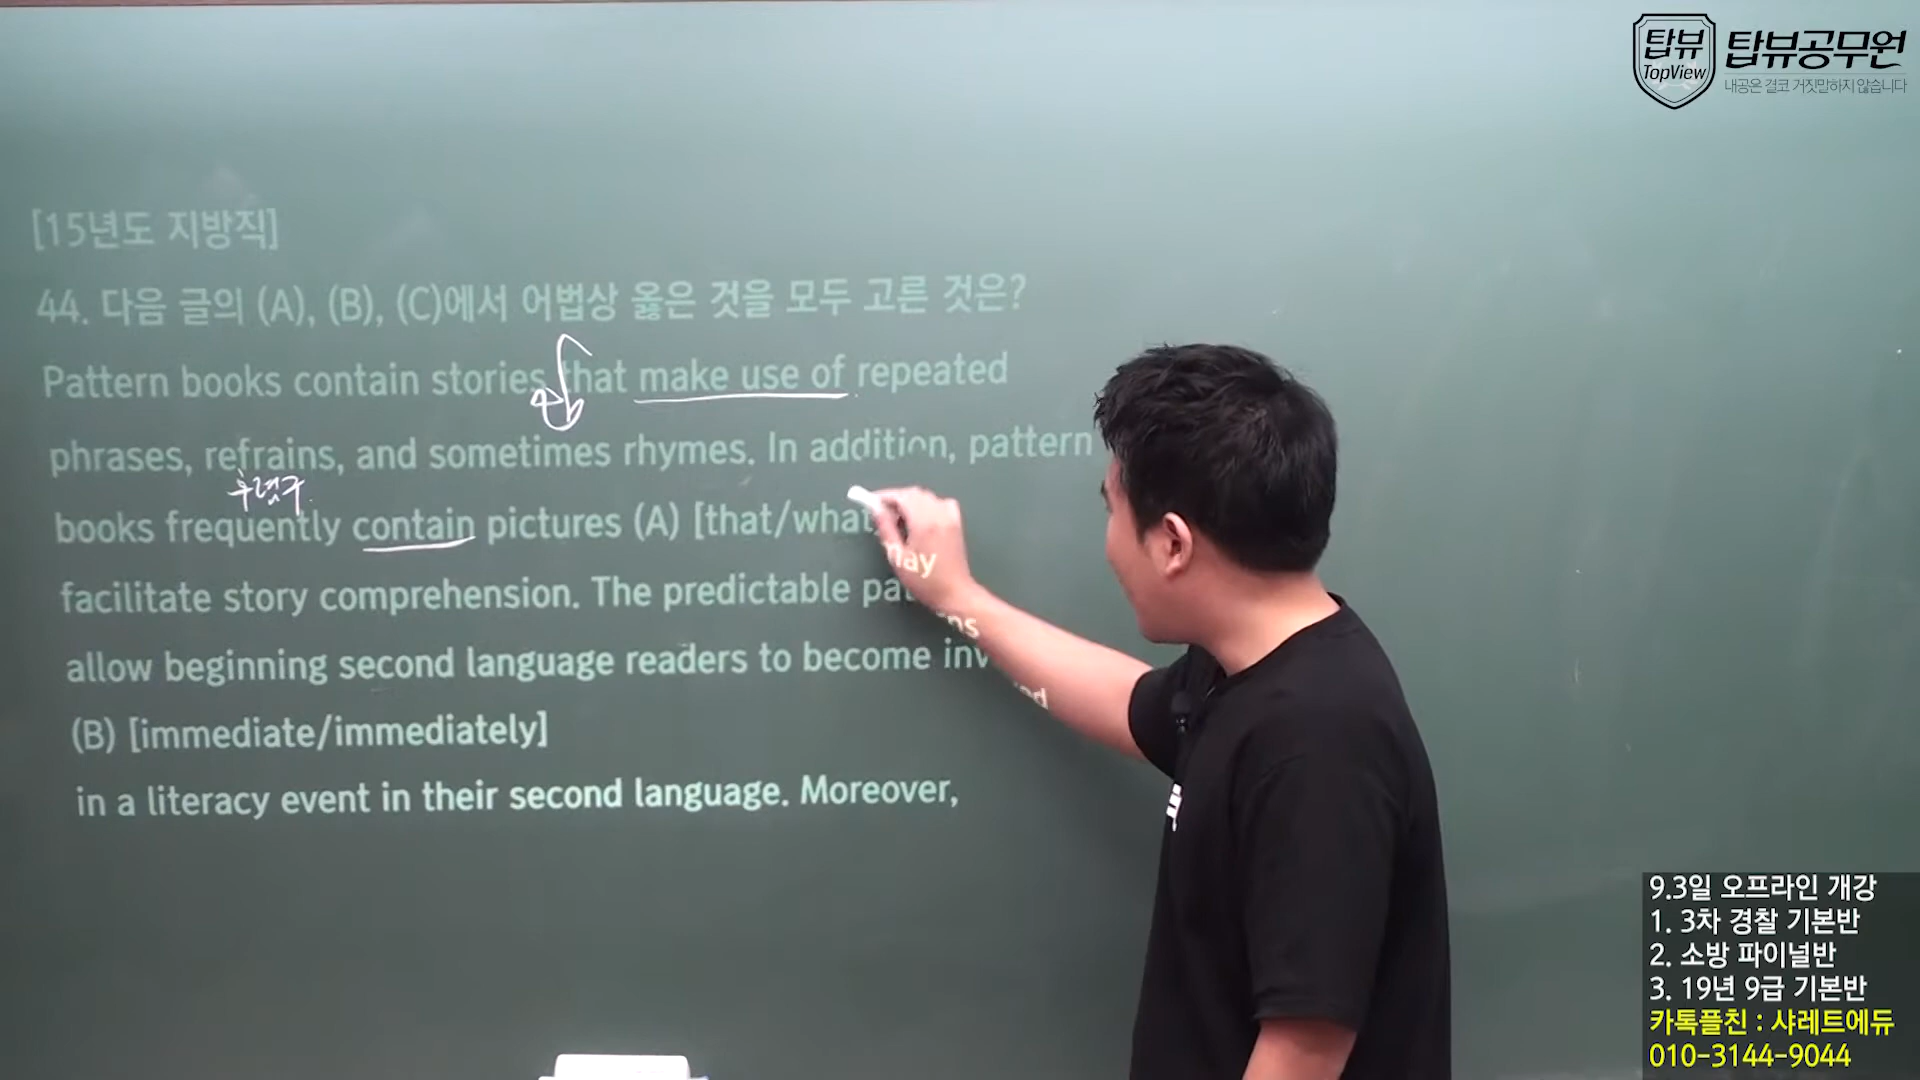 탑뷰
TopView
탑뷰공무원
내공은 결코 거짓말하지 않습니다
[15년도 지방직]
44. 다음 글의 (A), (B), (C)에서 어법상 옳은 것을 모두 고른 것은?
Pattern books contain stories that make use of repeated
phrases, refrains, and sometimes rhymes. In addition, pattern
후렴구
books frequently contain pictures (A) [that/what may
facilitate story comprehension. The predictable
allow beginning second language readers to become
(B) [immediate/immediately]
in a literacy event in their second language. Moreover,
9.3일 오프라인 개강
1. 3차 경찰 기본반
2. 소방 파이널반
3. 19년 9급 기본반
카톡플친 : 샤레트에듀
010-3144-9044